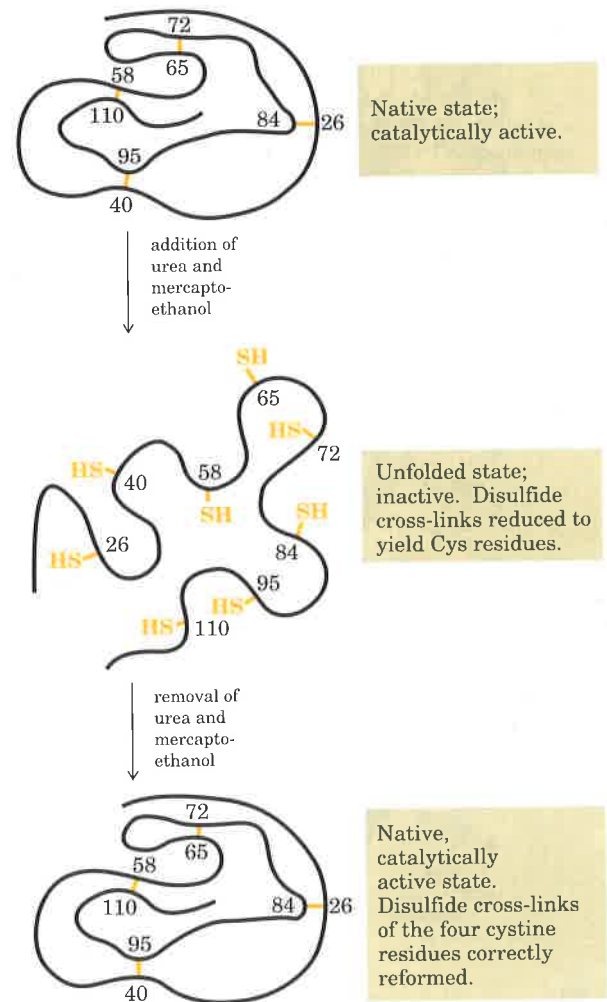 72
65
58
110
84
26
95
40
Native state;
catalytically active.
addition of
urea and
mercapto-
ethanol
SH
65
HS
72
HS
40
58
SH
SH
84
26
HS
95
HS
HS
110
Unfolded state;
inactive. Disulfide
cross-links reduced to
yield Cys residues.
removal of
urea and
mercapto-
ethanol
72
65
58
110
84
26
95
40
Native,
catalytically
active state.
Disulfide cross-links
of the four cystine
residues correctly
reformed.